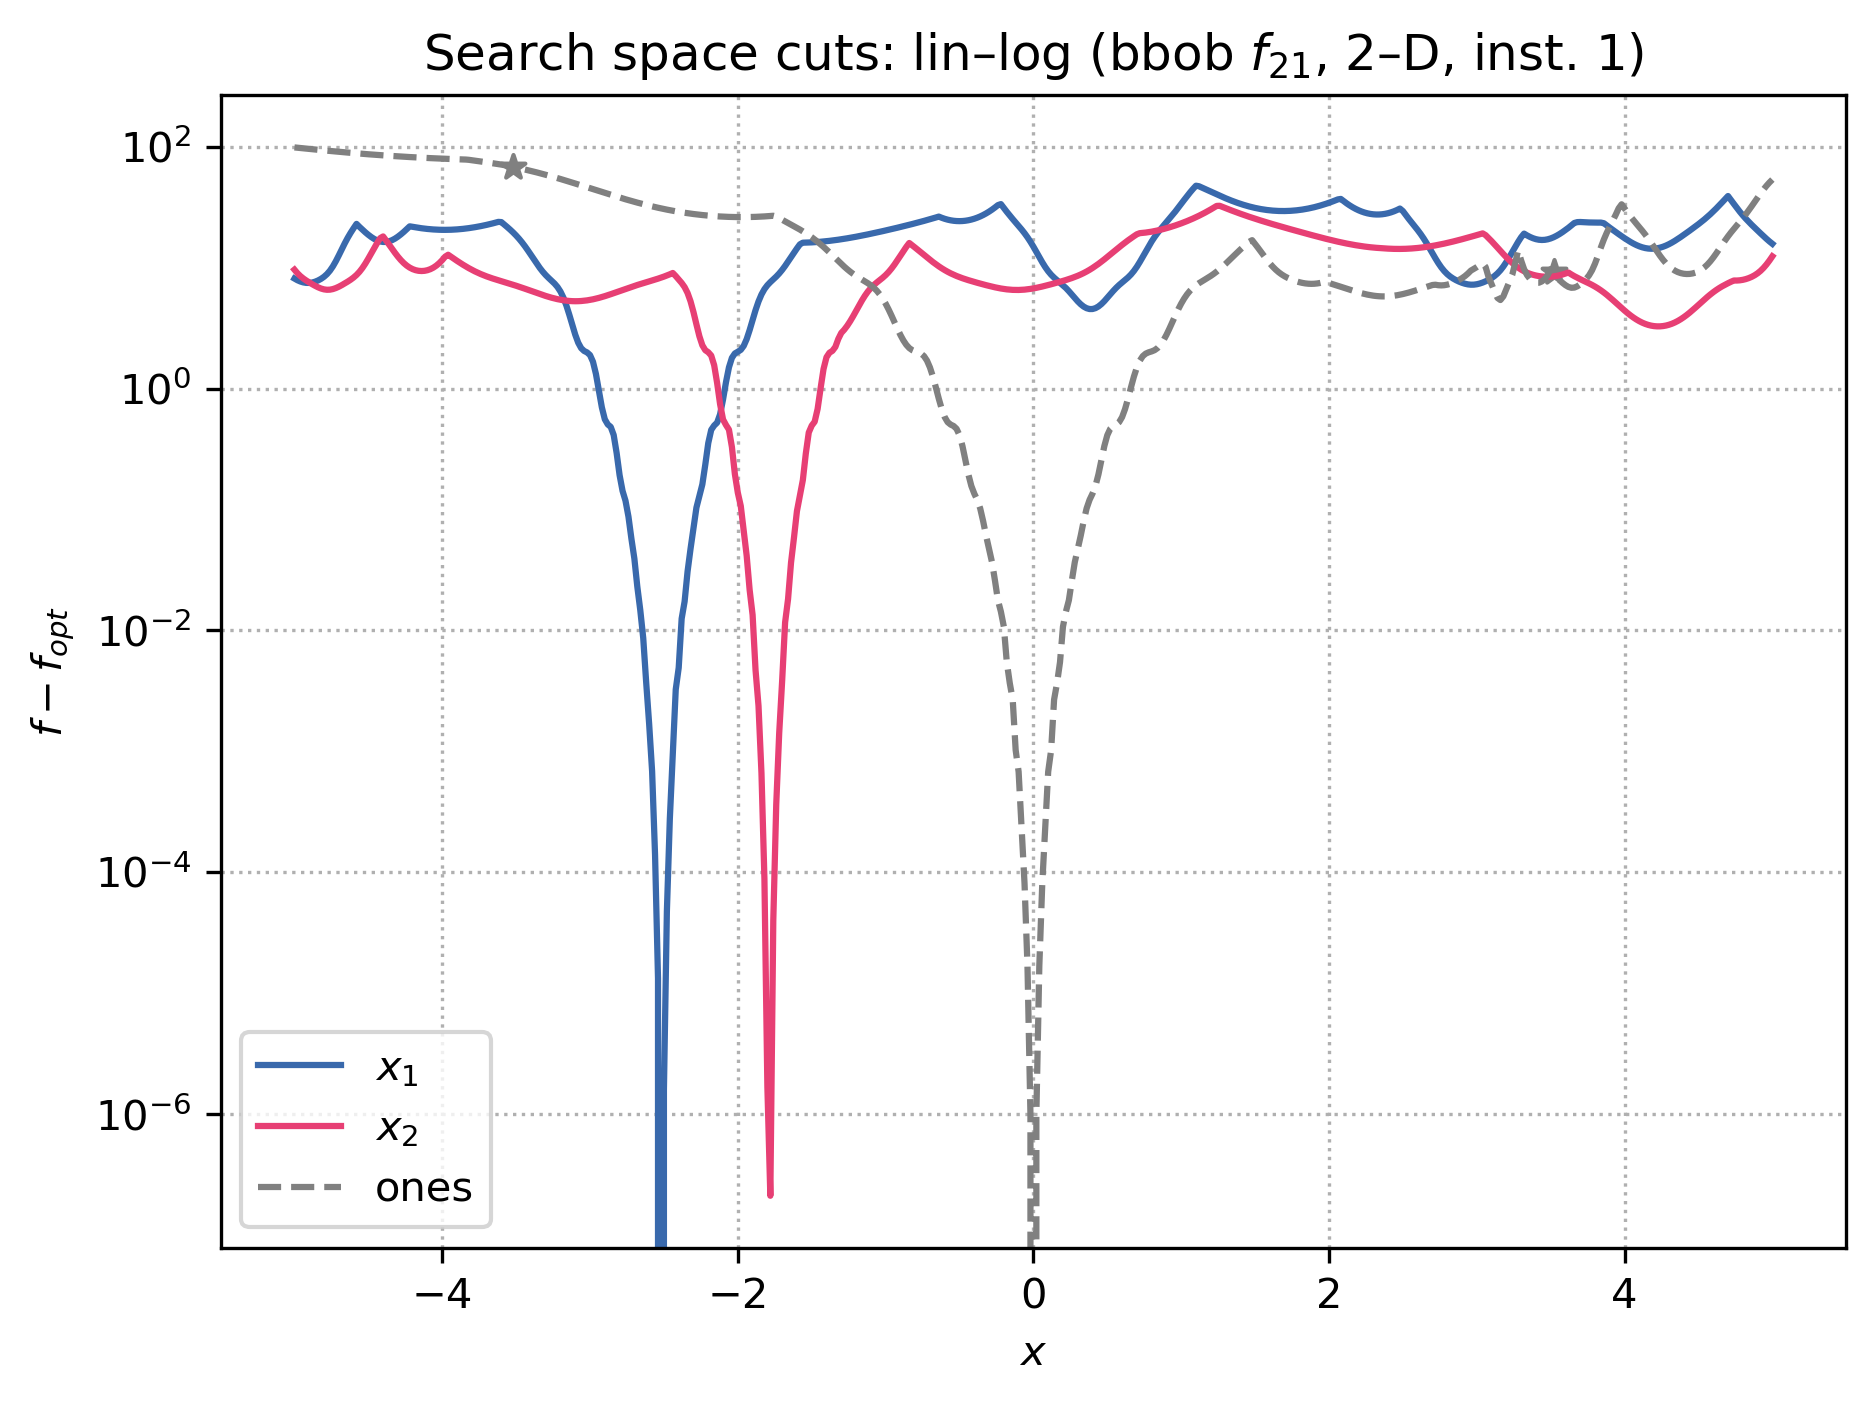 Search space cuts: lin–log (bbob f21, 2–D, inst. 1)
10^2
10^0
10^−2
10^−4
10^−6
f − f_opt
x1
x2
ones
−4 −2 0 2 4
x